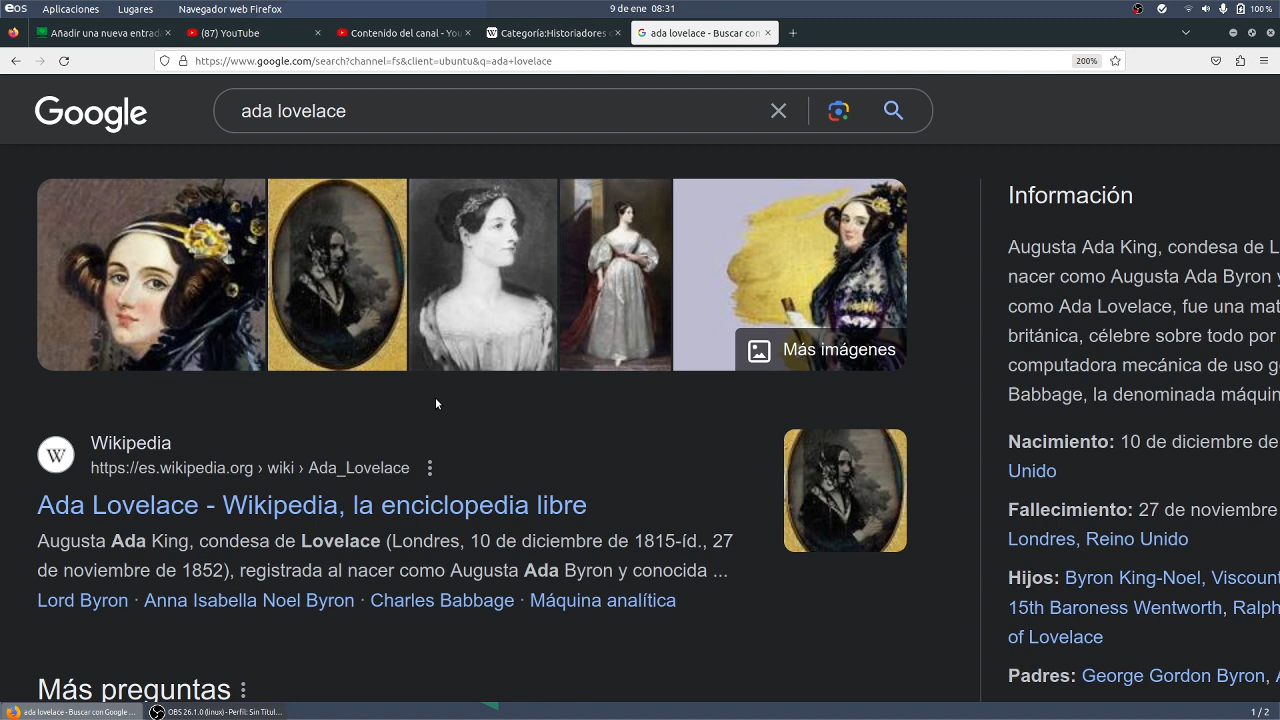 eos Aplicaciones Lugares Navegador web Firefox 9 de ene 08:31 100 %
Añadir una nueva entrad (87) YouTube Contenido del canal - You Categoría:Historiadores d ada lovelace - Buscar con
https://www.google.com/search?channel=fs&client=ubuntu&q=ada+lovelace 200%
Google ada lovelace
Más imágenes
Wikipedia
https://es.wikipedia.org › wiki › Ada_Lovelace
Ada Lovelace - Wikipedia, la enciclopedia libre
Augusta Ada King, condesa de Lovelace (Londres, 10 de diciembre de 1815-íd., 27
de noviembre de 1852), registrada al nacer como Augusta Ada Byron y conocida ...
Lord Byron · Anna Isabella Noel Byron · Charles Babbage · Máquina analítica
Más preguntas
Información
Augusta Ada King, condesa de L
nacer como Augusta Ada Byron y
como Ada Lovelace, fue una mat
británica, célebre sobre todo por
computadora mecánica de uso g
Babbage, la denominada máquin
Nacimiento: 10 de diciembre de
Unido
Fallecimiento: 27 de noviembre
Londres, Reino Unido
Hijos: Byron King-Noel, Viscount
15th Baroness Wentworth, Ralph
of Lovelace
Padres: George Gordon Byron, A
ada lovelace - Buscar con Google ... OBS 26.1.0 (linux) - Perfil: Sin Títul... 1 / 2